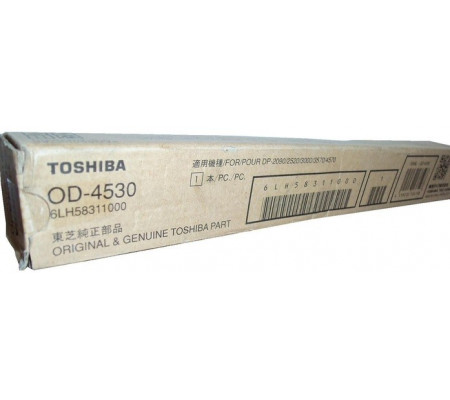 TOSHIBA
OD-4530
6LH58311000
東芝純正部品
ORIGINAL & GENUINE TOSHIBA PART
適用機種/FOR/POUR DP-2050/2520/3000/3570/4570
1 本/PC./PC.
6LH58311000
1